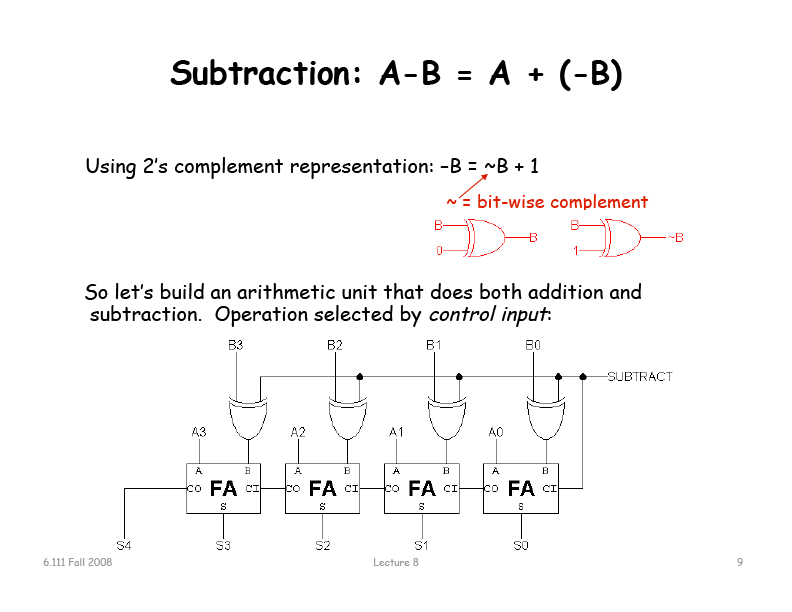 Subtraction: A-B = A + (-B)
Using 2's complement representation: –B = ~B + 1
~ = bit-wise complement
B B B ~B
0 1
So let's build an arithmetic unit that does both addition and
subtraction. Operation selected by control input:
B3 B2 B1 B0
SUBTRACT
A3 A2 A1 A0
A B A B A B A B
CO FA CI CO FA CI CO FA CI CO FA CI
S S S S
S4 S3 S2 S1 S0
6.111 Fall 2008 Lecture 8 9